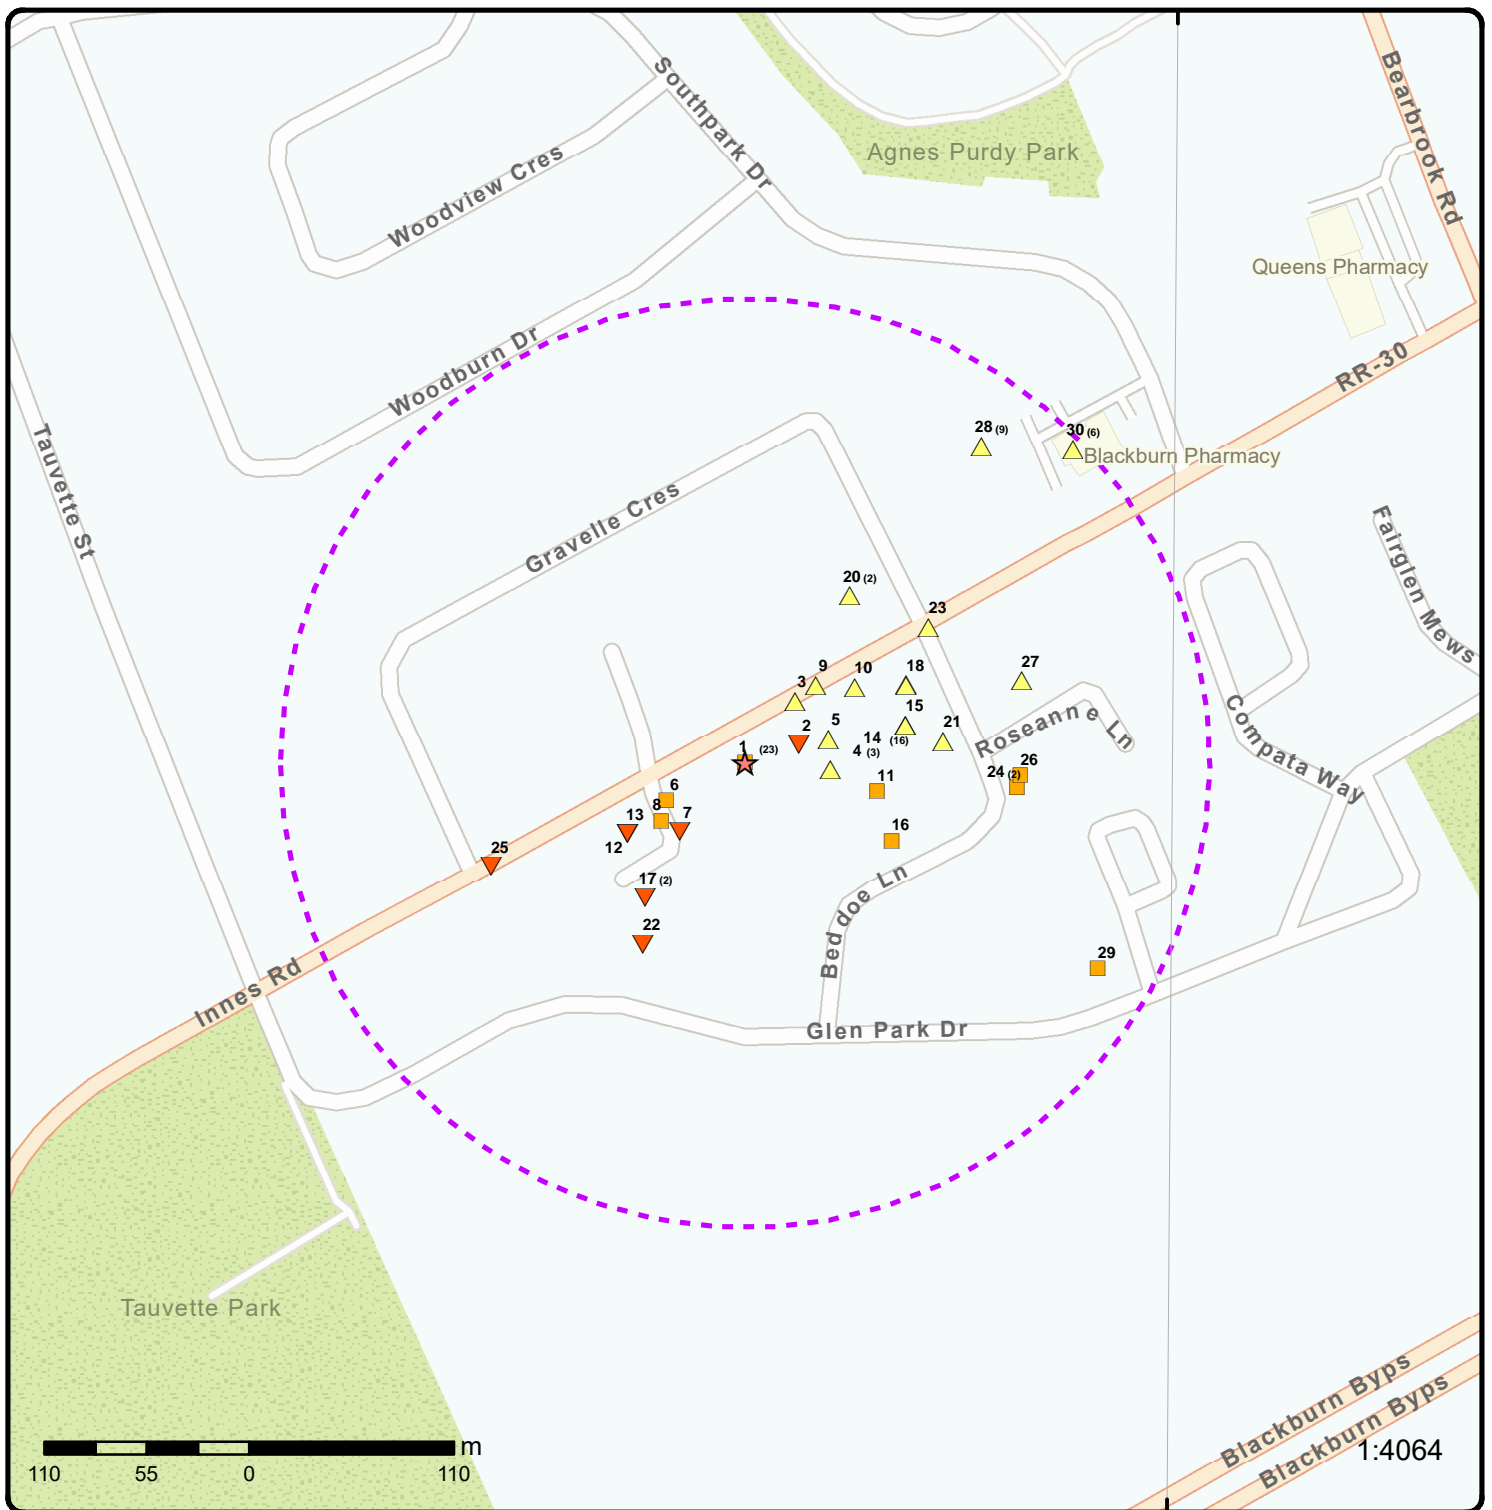 Southpark Dr
Bearbrook Rd
Agnes Purdy Park
Woodview Cres
Queens Pharmacy
Woodburn Dr
RR-30
Tauvette St
28 (9)
30 (6)
Blackburn Pharmacy
Gravelle Cres
Fairglen Mews
20 (2)
23
27
9
10
18
3
Compata Way
15
Roseanne Ln
2
5
14 (16)
21
1 (23)
4 (3)
26
24 (2)
6
11
8
7
13
16
12
25
17 (2)
Beddoe Ln
22
29
Innes Rd
Glen Park Dr
Tauvette Park
Blackburn Byps
Blackburn Byps
m
1:4064
110 55 0 110